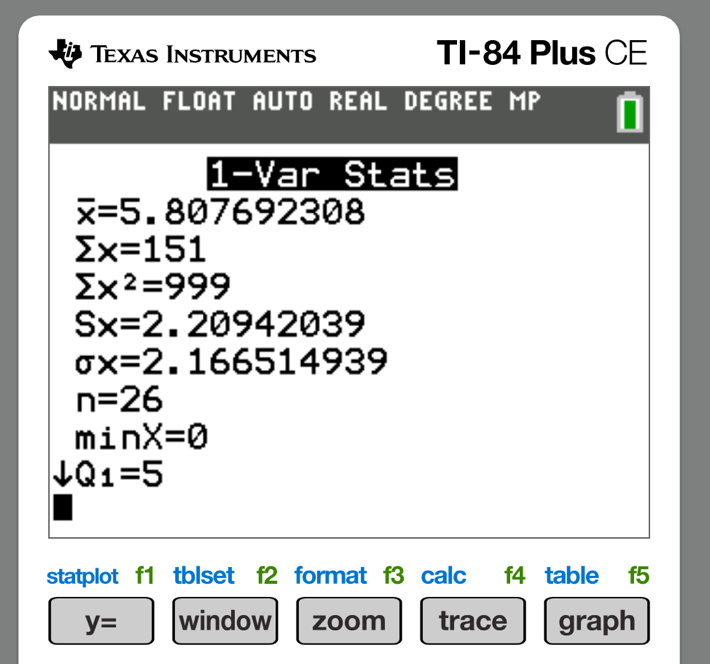 TEXAS INSTRUMENTS TI-84 Plus CE
NORMAL FLOAT AUTO REAL DEGREE MP
1-Var Stats
x̄=5.807692308
Σx=151
Σx²=999
Sx=2.20942039
σx=2.166514939
n=26
minX=0
↓Q₁=5
statplot f1 tblset f2 format f3 calc f4 table f5
y= window zoom trace graph